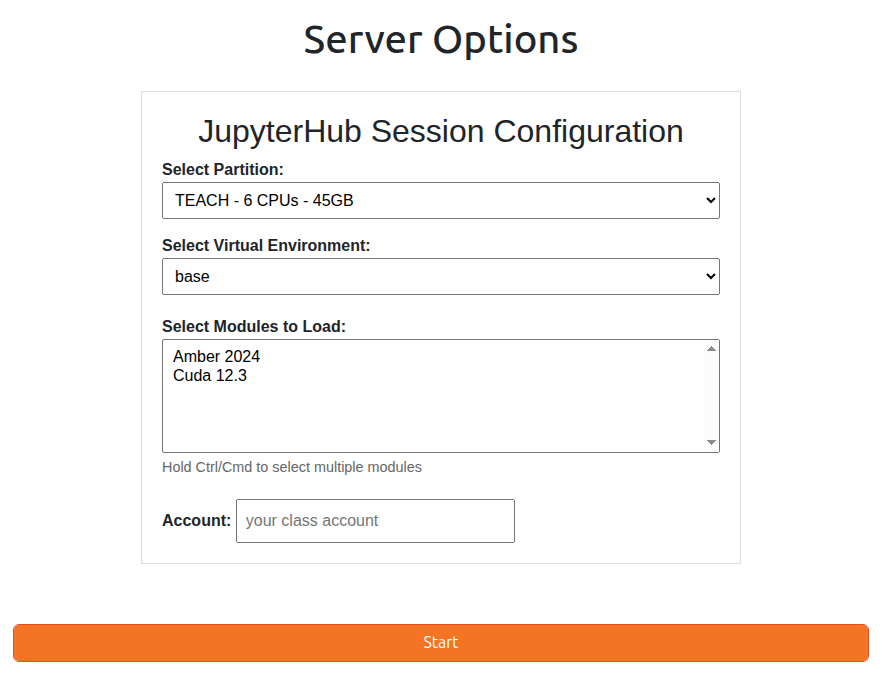 Server Options
JupyterHub Session Configuration
Select Partition:
TEACH - 6 CPUs - 45GB
Select Virtual Environment:
base
Select Modules to Load:
Amber 2024
Cuda 12.3
Hold Ctrl/Cmd to select multiple modules
Account: your class account
Start